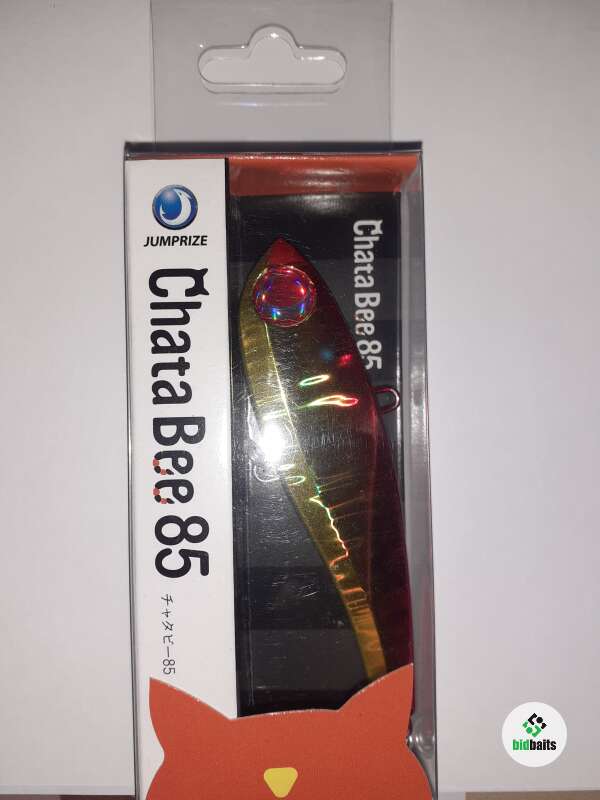 JUMPRIZE
Chata Bee 85
チャタビー85
Chata Bee 85
bidbaits